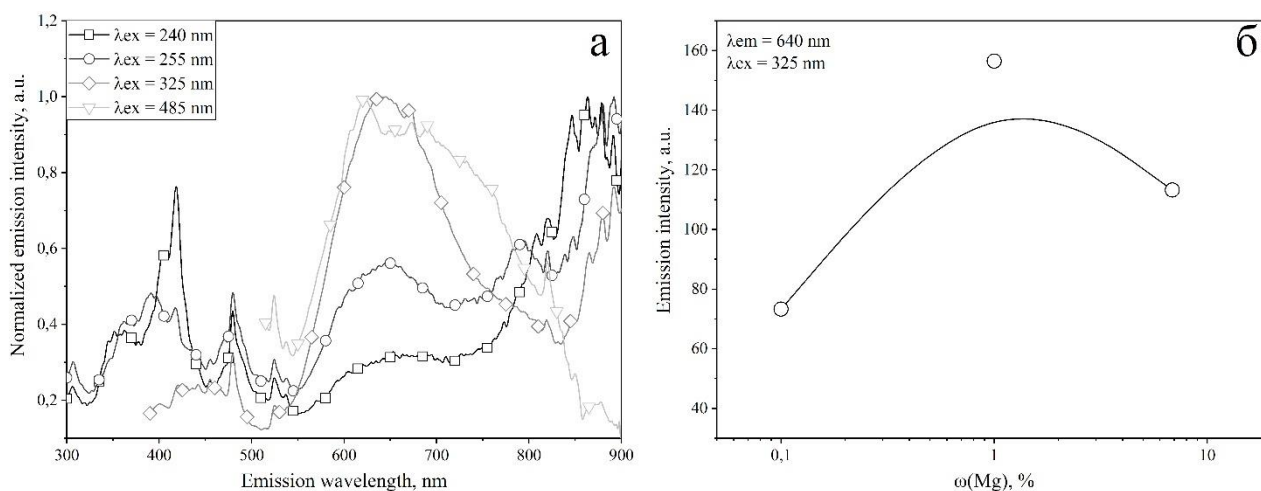 1,2
1,0
0,8
0,6
0,4
0,2
Normalized emission intensity, a.u.
λex = 240 nm
λex = 255 nm
λex = 325 nm
λex = 485 nm
а
300
400
500
600
700
800
900
Emission wavelength, nm
160
140
120
100
80
60
40
Emission intensity, a.u.
λem = 640 nm
λex = 325 nm
б
0,1
1
10
ω(Mg), %